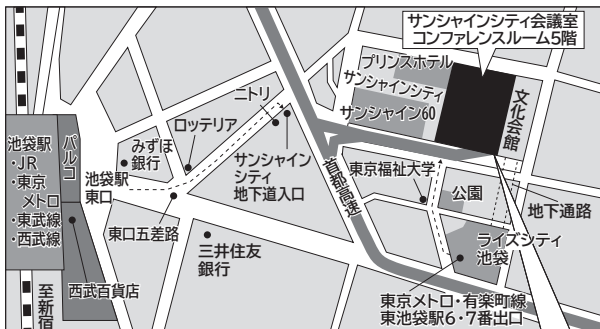 サンシャインシティ会議室
コンファレンスルーム5階
プリンスホテル
サンシャインシティ
サンシャイン60
文化会館
ニトリ
ロッテリア
みずほ
銀行
パルコ
池袋駅
・JR
・東京
メトロ
・東武線
・西武線
池袋駅
東口
サンシャイン
シティ
地下道入口
首都高速
東京福祉大学
公園
地下通路
東口五差路
三井住友
銀行
ライズシティ
池袋
西武百貨店
至新宿
東京メトロ・有楽町線
東池袋駅6・7番出口